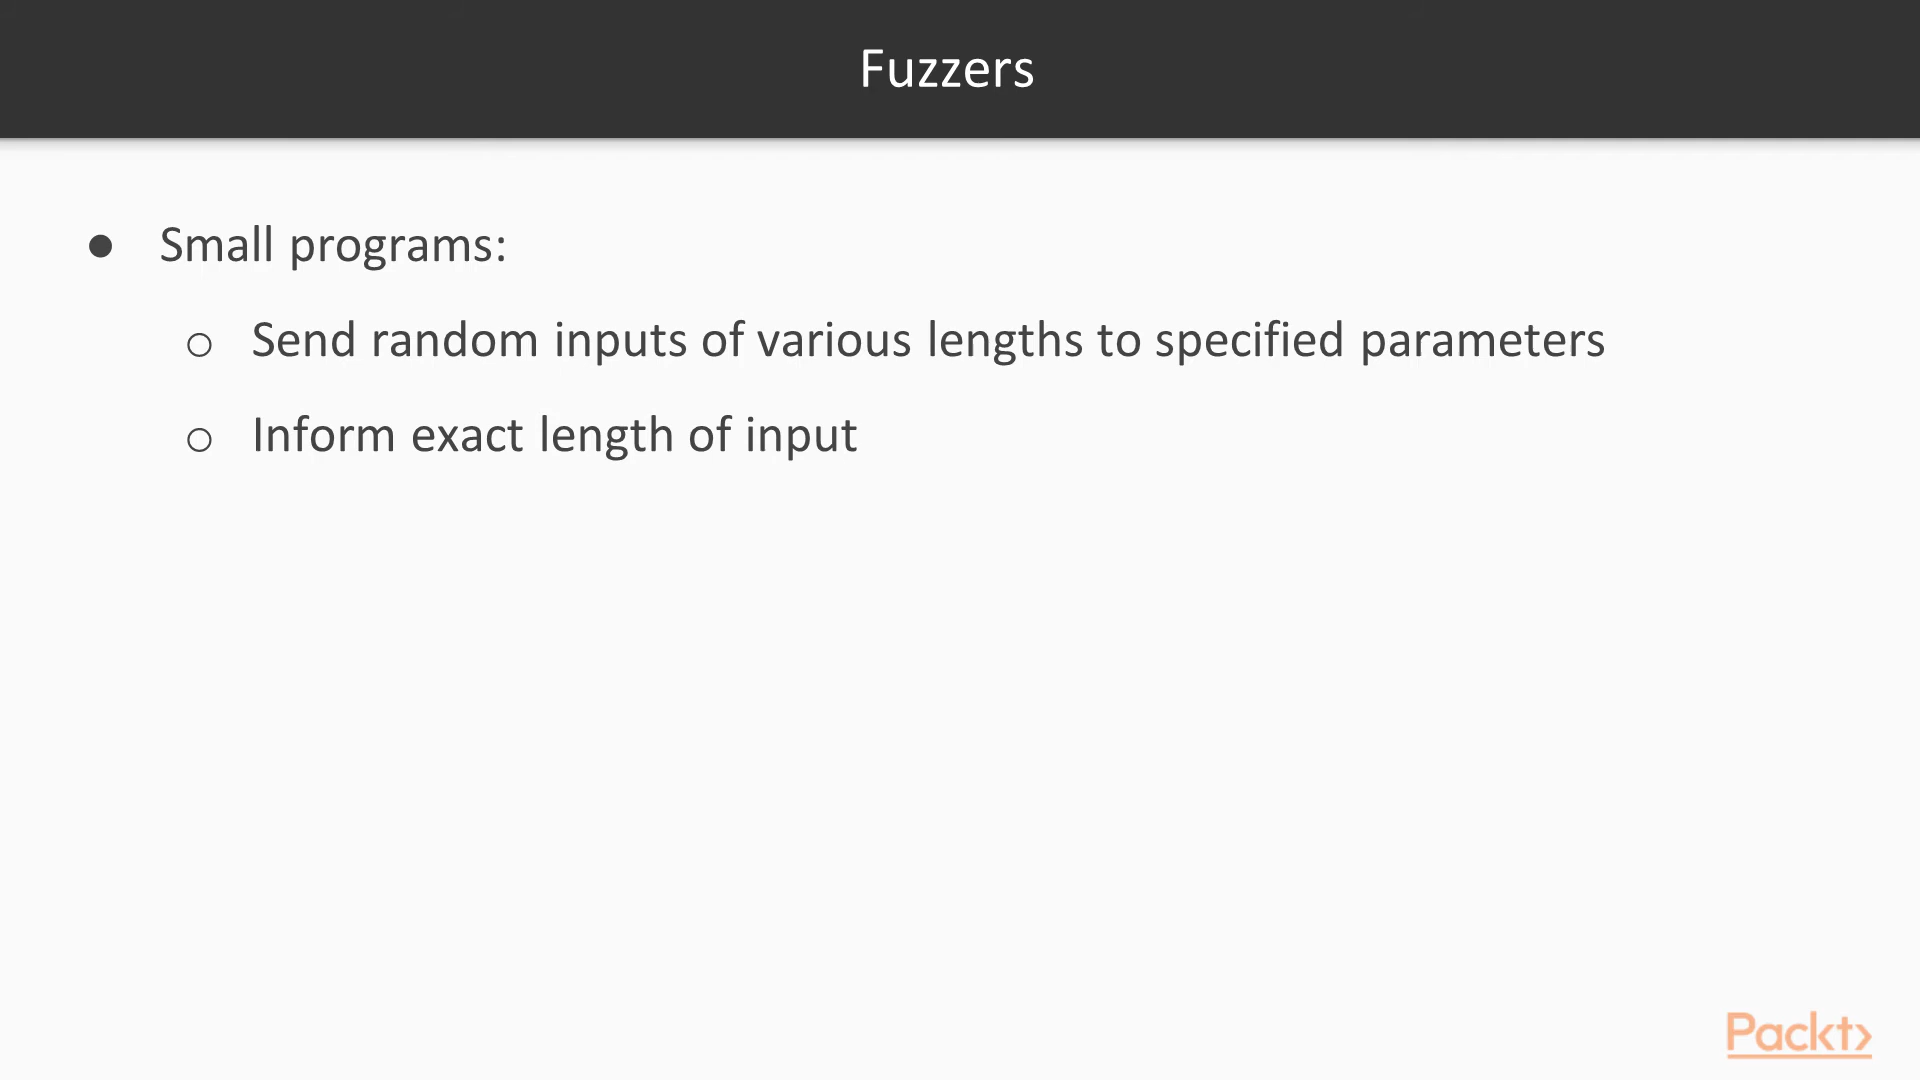 Fuzzers
● Small programs:
○ Send random inputs of various lengths to specified parameters
○ Inform exact length of input
Packt>